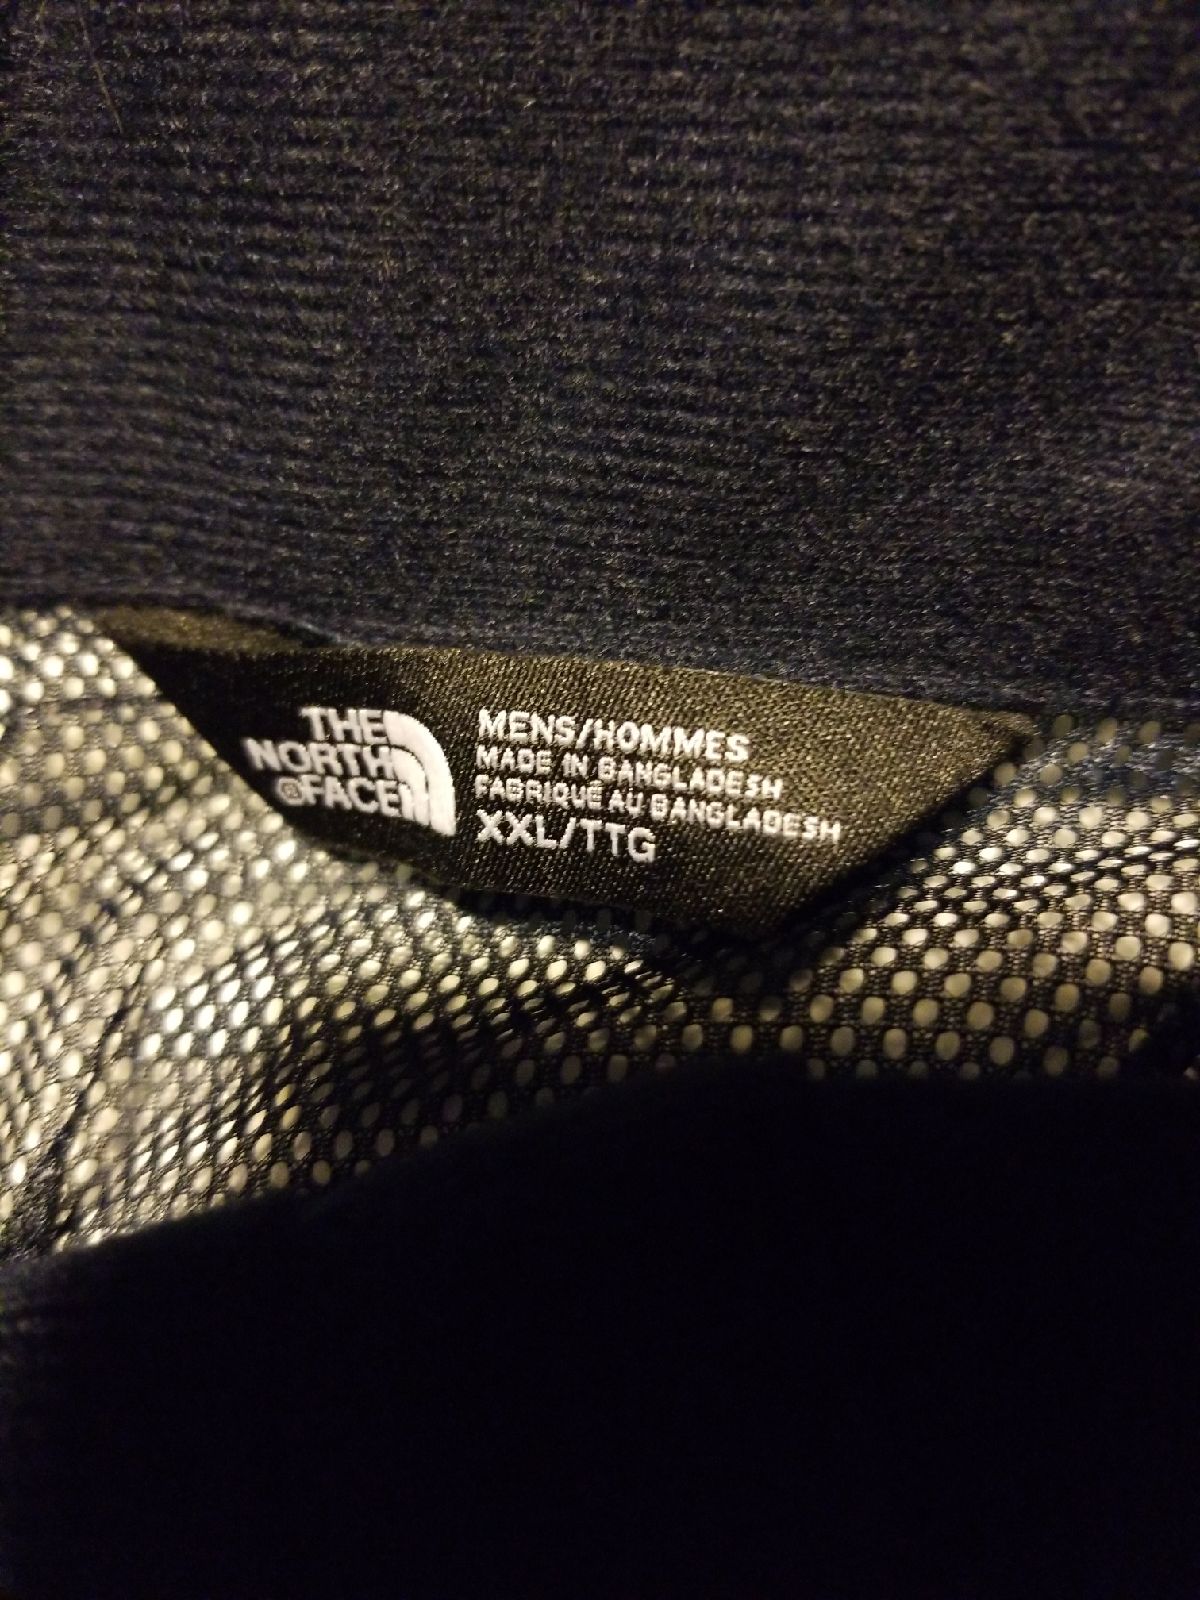 THE
NORTH
®FACE
MENS/HOMMES
MADE IN BANGLADESH
FABRIQUÉ AU BANGLADESH
XXL/TTG